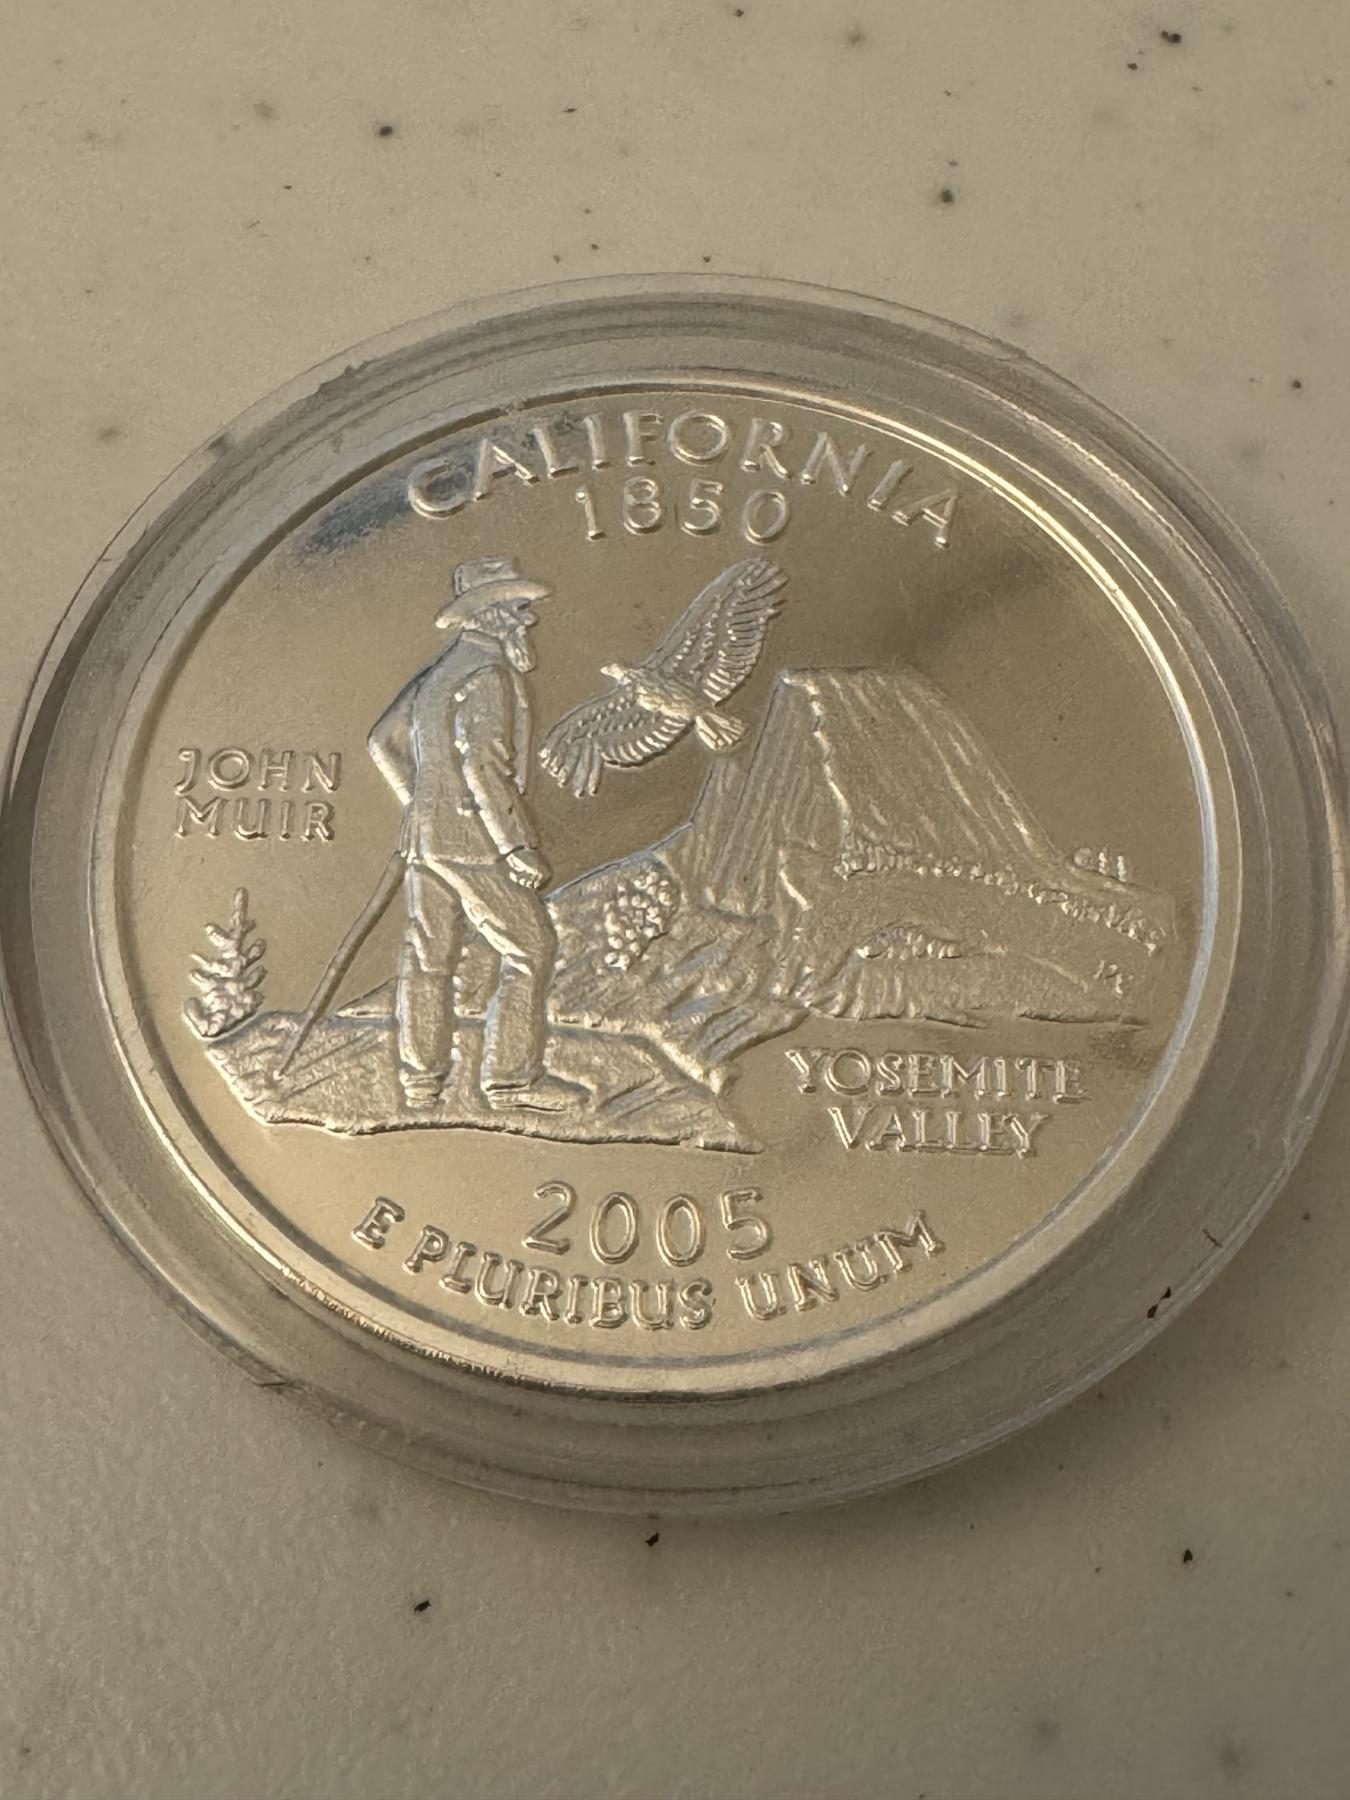 CALIFORNIA
1850
JOHN
MUIR
YOSEMITE
VALLEY
2005
E PLURIBUS UNUM